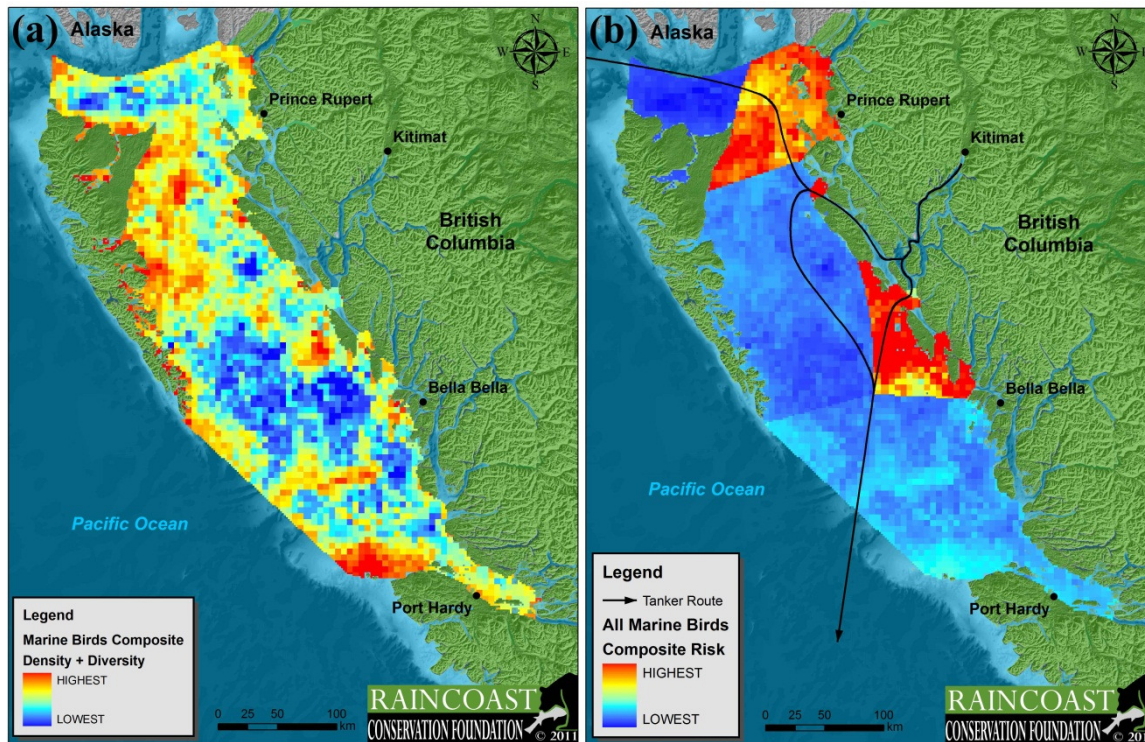 (a)
Alaska
N
W E
S
Prince Rupert
Kitimat
British
Columbia
Bella Bella
Pacific Ocean
Port Hardy
Legend
Marine Birds Composite
Density + Diversity
HIGHEST
LOWEST
0 25 50 100
km
RAINCOAST
CONSERVATION FOUNDATION
© 2011
(b)
Alaska
N
W E
S
Prince Rupert
Kitimat
British
Columbia
Bella Bella
Pacific Ocean
Port Hardy
Legend
Tanker Route
All Marine Birds
Composite Risk
HIGHEST
LOWEST
0 25 50 100
km
RAINCOAST
CONSERVATION FOUNDATION
© 20